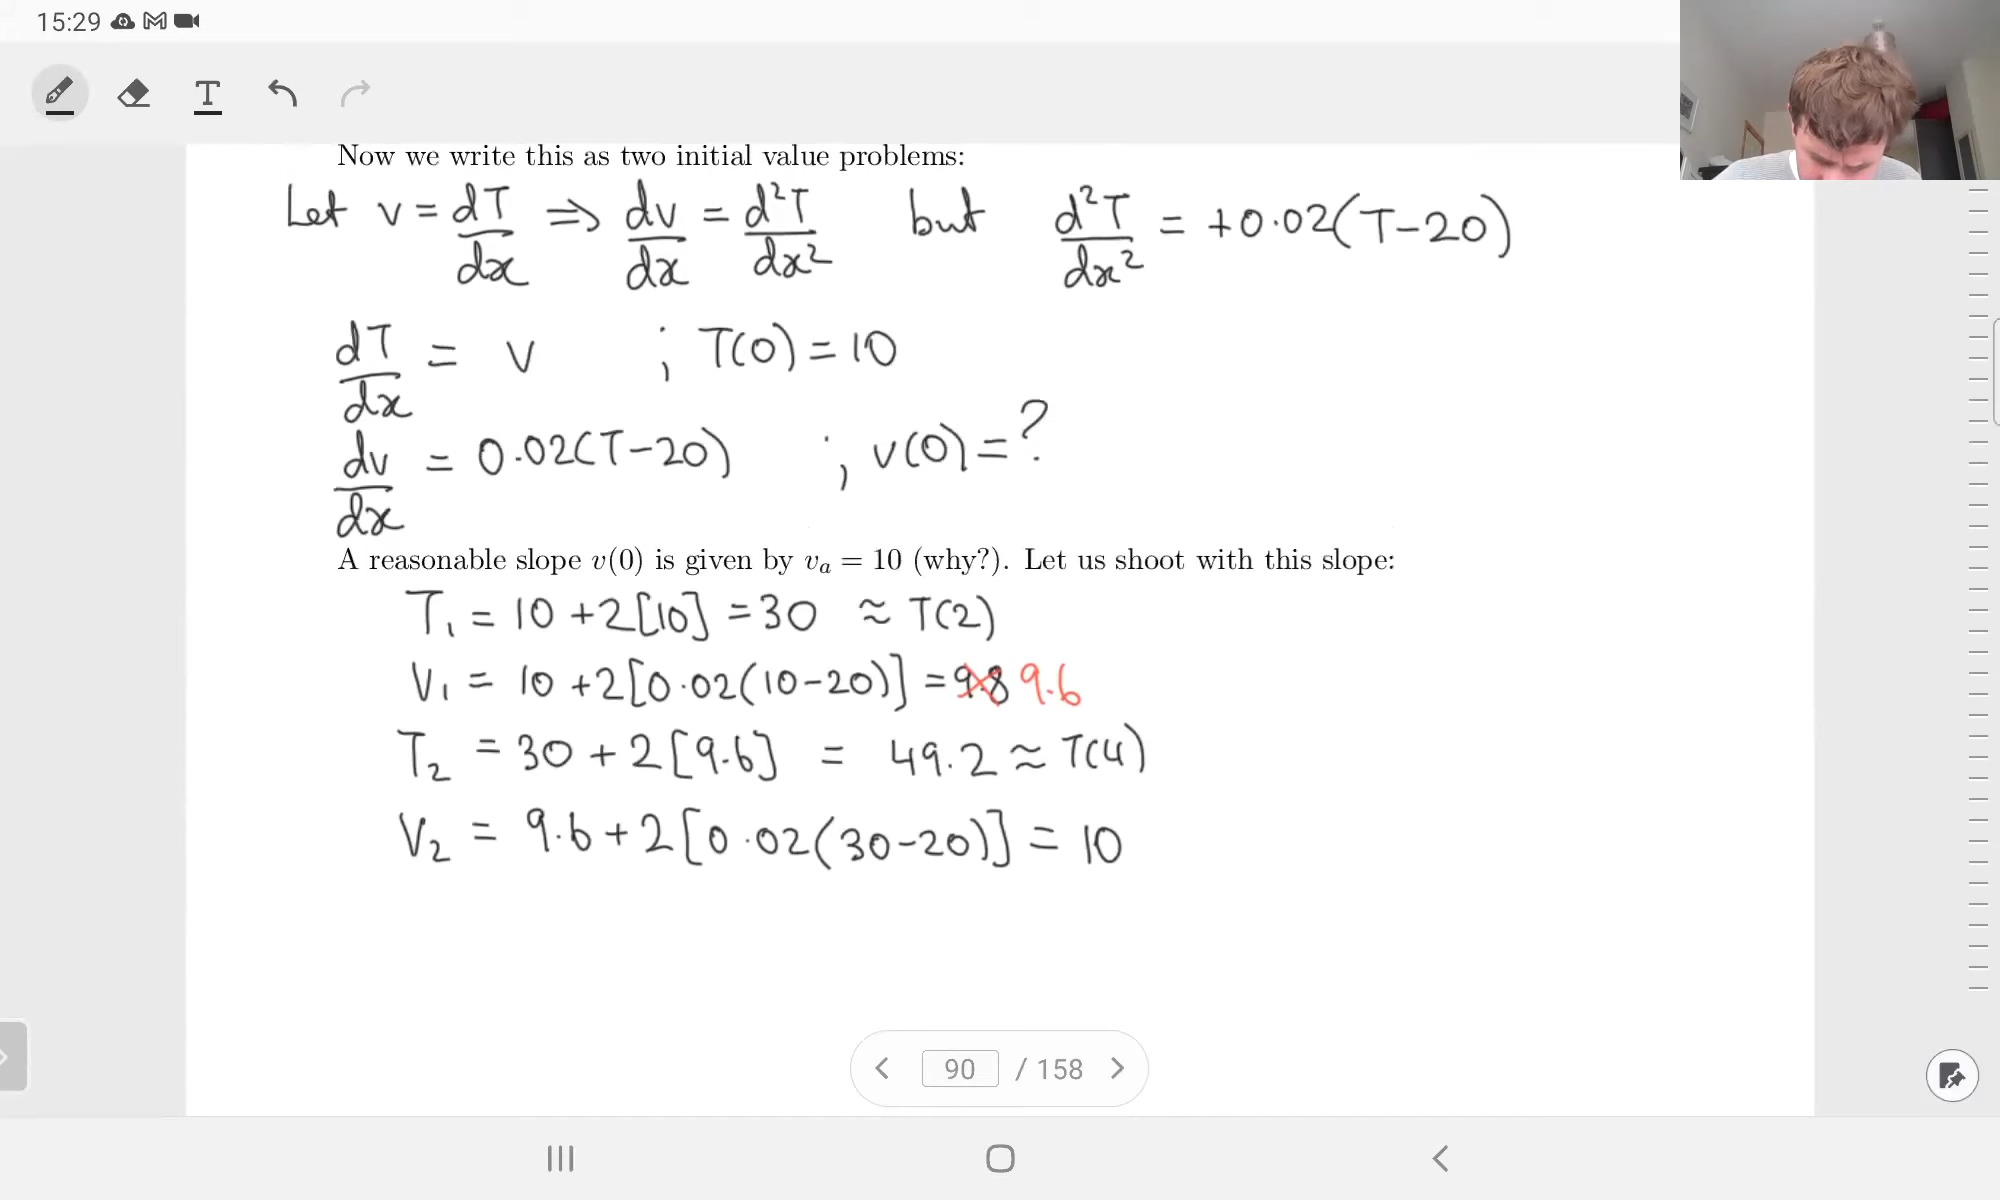 15:29
Now we write this as two initial value problems:
Let v = dT/dx ⇒ dv/dx = d²T/dx² but d²T/dx² = +0.02(T-20)
dT/dx = v ; T(0) = 10
dv/dx = 0.02(T-20) ; v(0) = ?
A reasonable slope v(0) is given by vₐ = 10 (why?). Let us shoot with this slope:
T₁ = 10 + 2[10] = 30 ≈ T(2)
V₁ = 10 + 2[0.02(10-20)] = 9.8 9.6
T₂ = 30 + 2[9.6] = 49.2 ≈ T(4)
V₂ = 9.6 + 2[0.02(30-20)] = 10
90 / 158